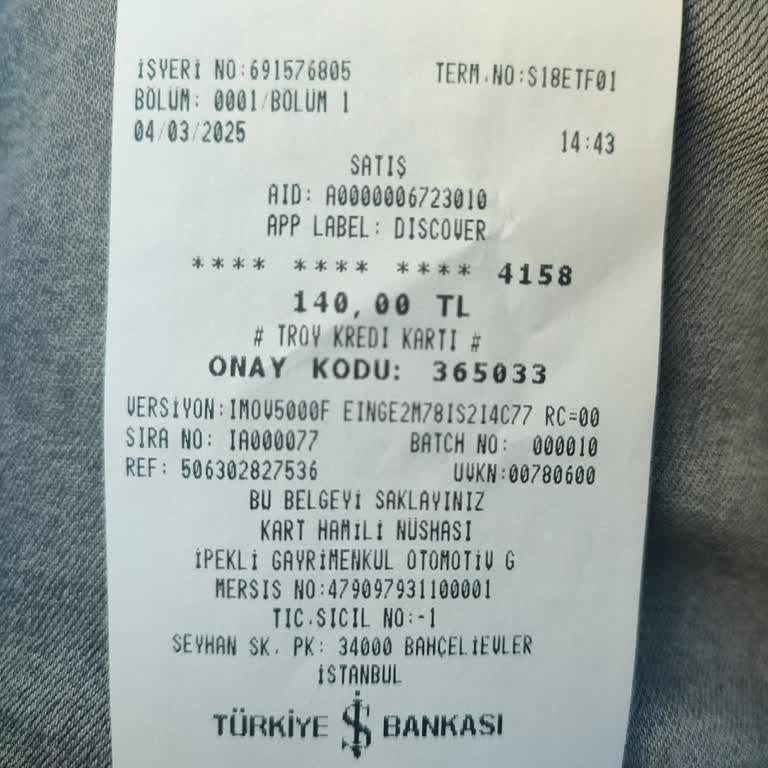 İŞYERİ NO:691576805 TERM.NO:S18ETF01
BÖLÜM: 0001/BÖLÜM 1
04/03/2025 14:43
SATIŞ
AID: A0000006723010
APP LABEL: DISCOVER
**** **** **** 4158
140,00 TL
# TROY KREDI KARTI #
ONAY KODU: 365033
VERSİYON:IMOV5000F EINGE2M78IS2I4C77 RC=00
SIRA NO: IA000077 BATCH NO: 000010
REF: 506302827536 UVKN:00780600
BU BELGEYİ SAKLAYINIZ
KART HAMİLİ NÜSHASI
İPEKLİ GAYRİMENKUL OTOMOTİV G
MERSIS NO:479097931100001
TIC.SICIL NO:-1
SEYHAN SK. PK: 34000 BAHÇELİEVLER
İSTANBUL
TÜRKİYE İŞ BANKASI